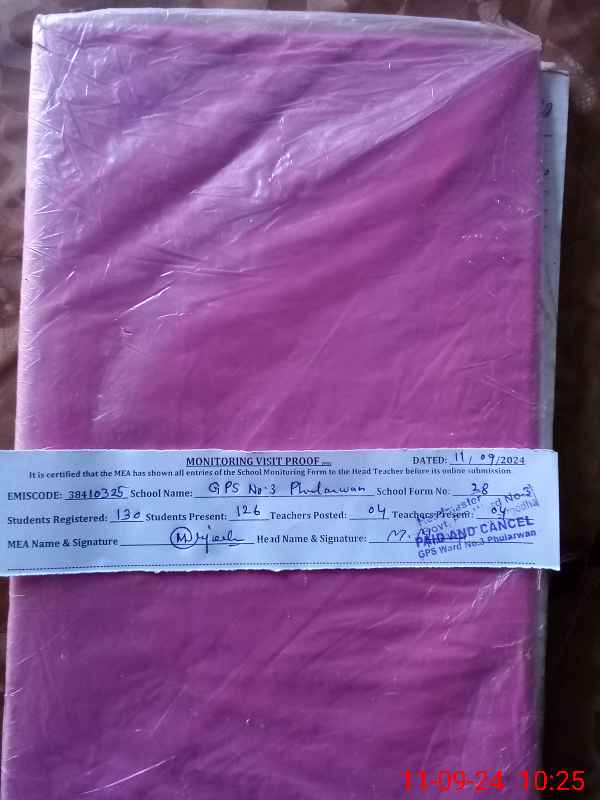 MONITORING VISIT PROOF DATED: 11/09/2024
It is certified that the MEA has shown all entries of the School Monitoring Form to the Head Teacher before its online submission
EMISCODE: 38410325 School Name: GPS No:3 Phularwan School Form No: 28
Students Registered: 130 Students Present: 126 Teachers Posted: 04 Teachers Present: 04
MEA Name & Signature Head Name & Signature: M.
Govt. No-3
PAID AND CANCEL
GPS Ward No.3 Phularwan
11-09-24 10:25